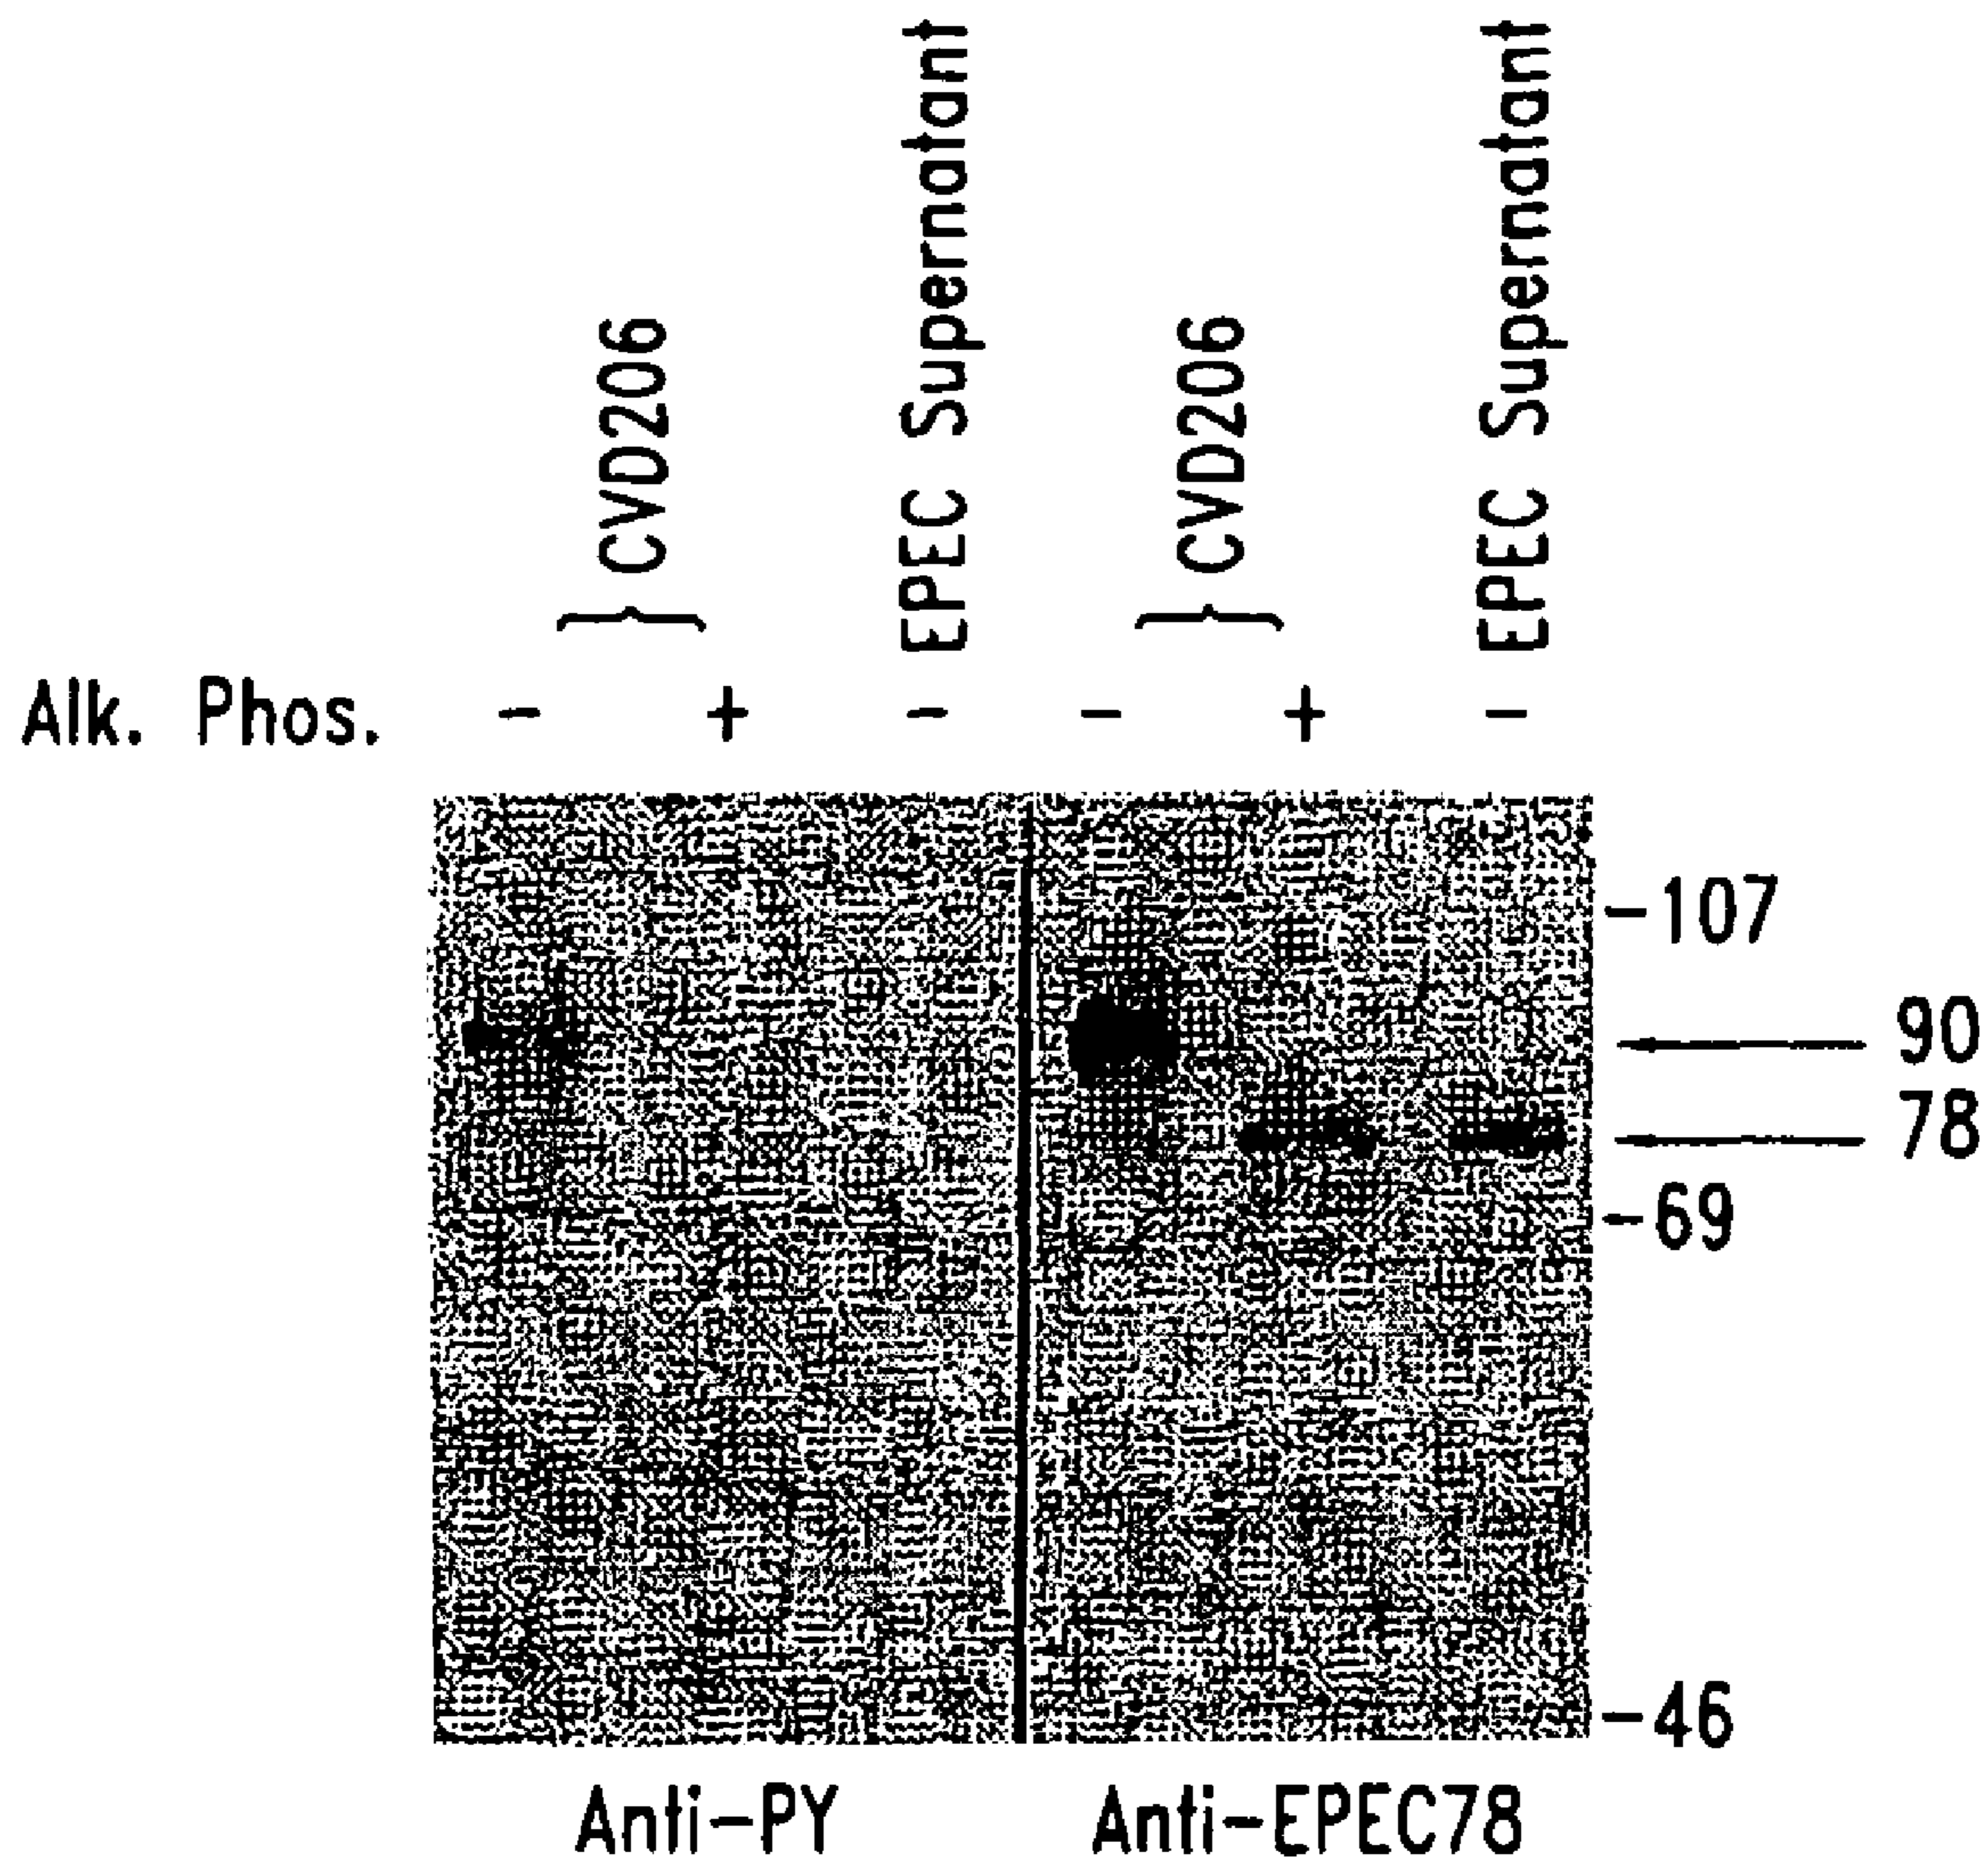 CVD206
EPEC Supernatant
CVD206
EPEC Supernatant
Alk. Phos. - + - - + -
-107
90
78
-69
-46
Anti-PY
Anti-EPEC78